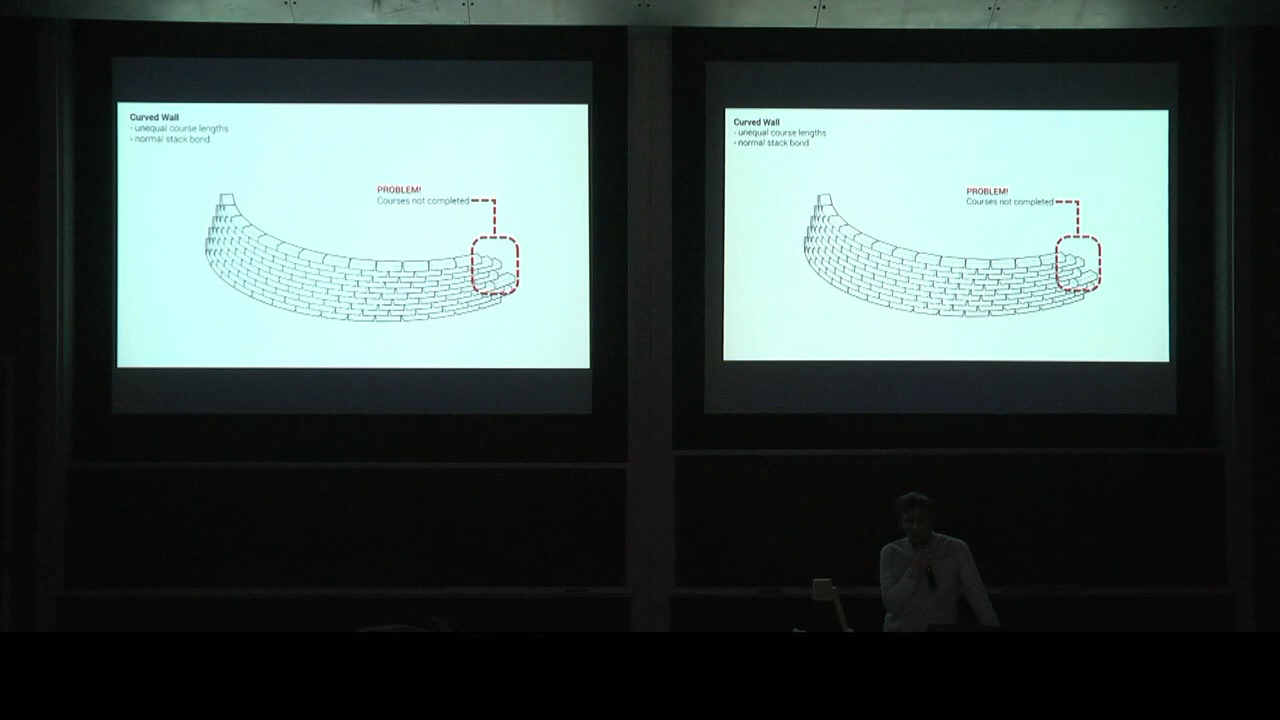 Curved Wall
- unequal course lengths
- normal stack bond
PROBLEM!
Courses not completed
Curved Wall
- unequal course lengths
- normal stack bond
PROBLEM!
Courses not completed